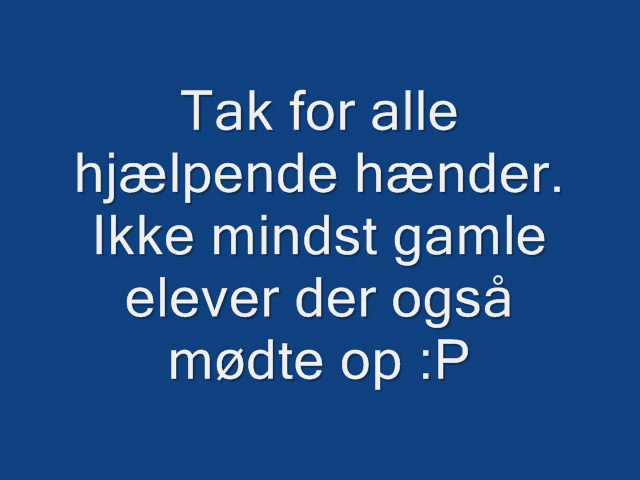 Tak for alle
hjælpende hænder.
Ikke mindst gamle
elever der også
mødte op :P